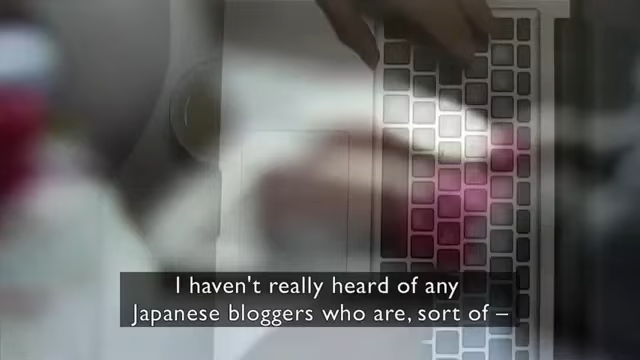 I haven't really heard of any
Japanese bloggers who are, sort of –